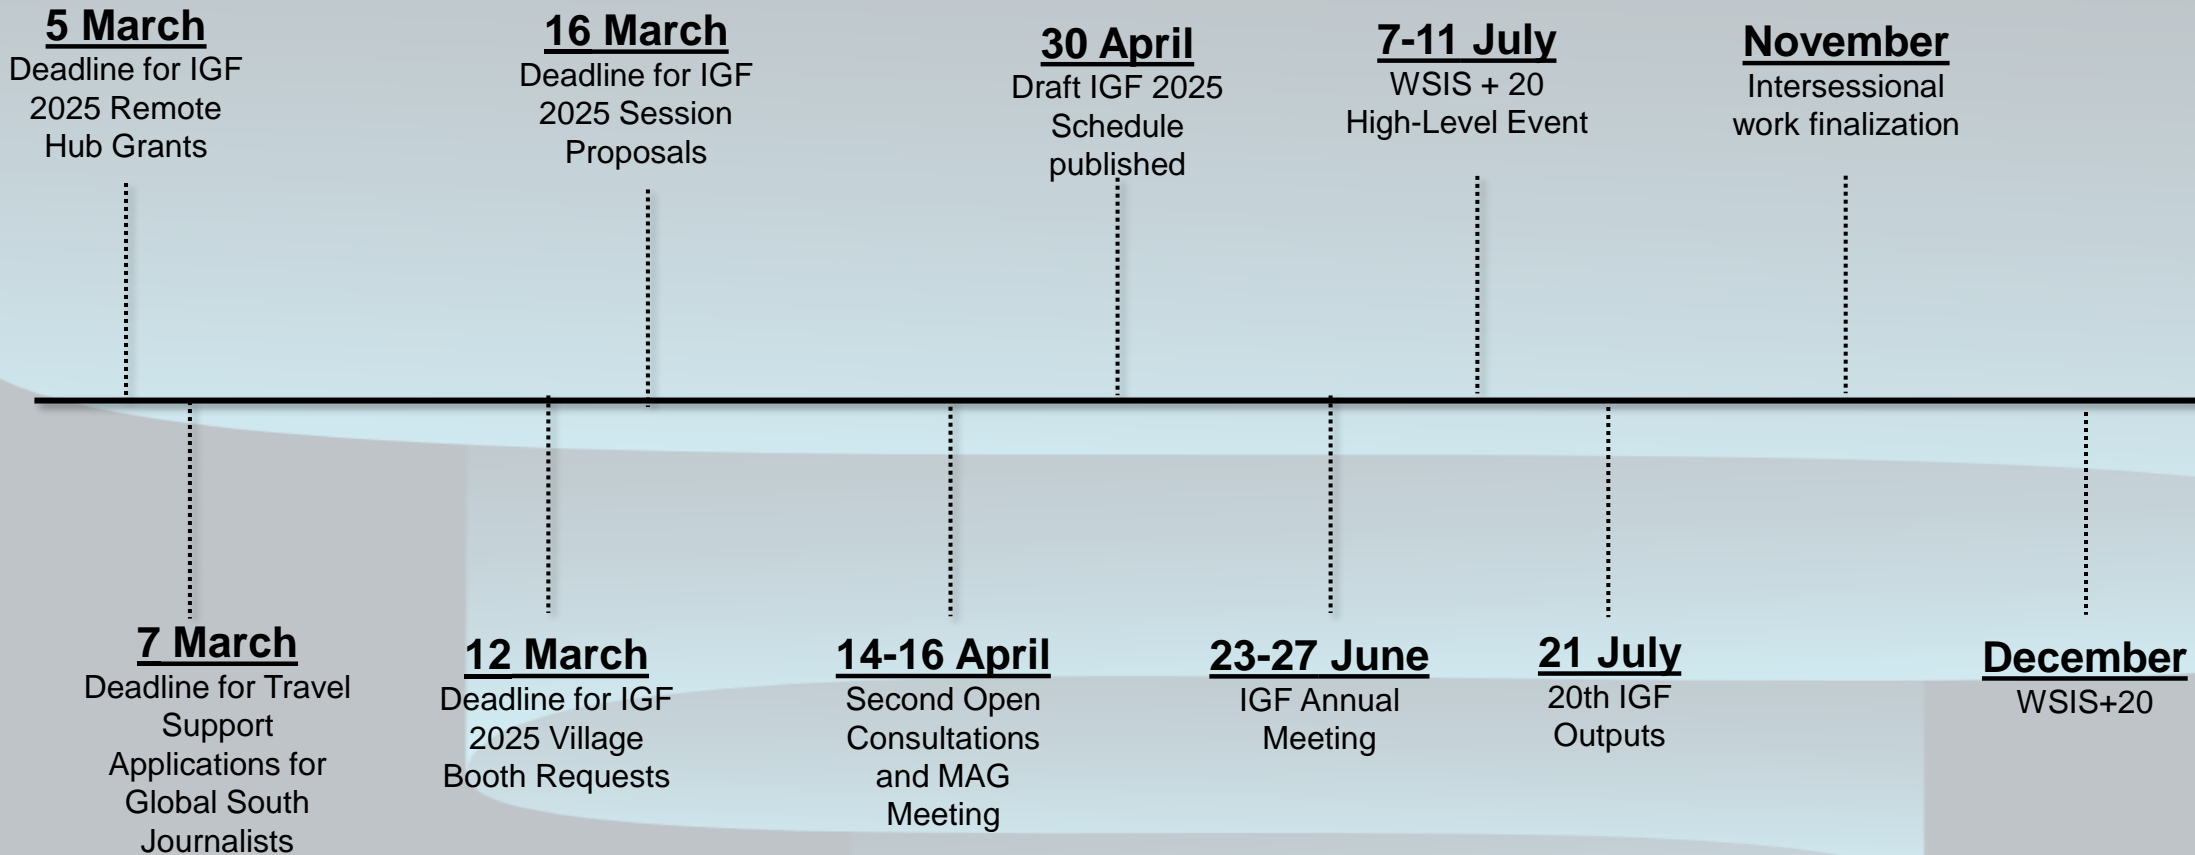 5 March
Deadline for IGF
2025 Remote
Hub Grants
16 March
Deadline for IGF
2025 Session
Proposals
30 April
Draft IGF 2025
Schedule
published
7-11 July
WSIS + 20
High-Level Event
November
Intersessional
work finalization
7 March
Deadline for Travel
Support
Applications for
Global South
Journalists
12 March
Deadline for IGF
2025 Village
Booth Requests
14-16 April
Second Open
Consultations
and MAG
Meeting
23-27 June
IGF Annual
Meeting
21 July
20th IGF
Outputs
December
WSIS+20